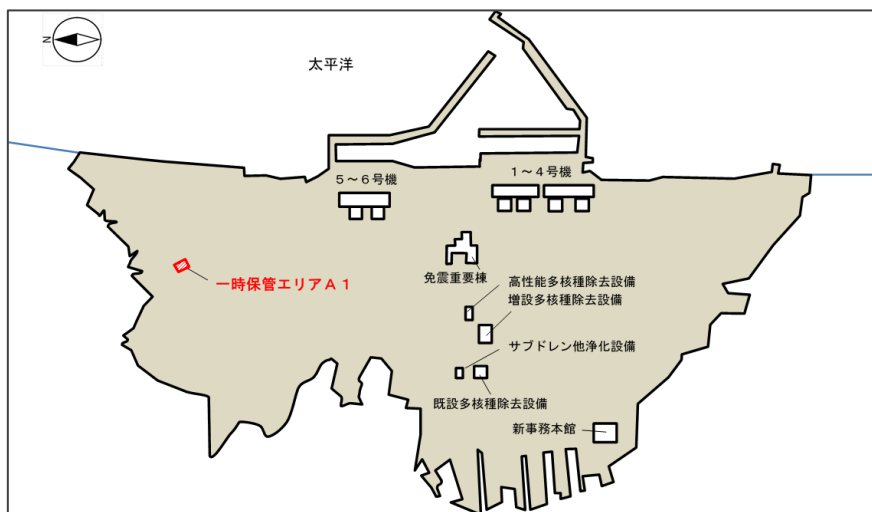 N
太平洋
５～６号機
１～４号機
免震重要棟
一時保管エリアＡ１
高性能多核種除去設備
増設多核種除去設備
サブドレン他浄化設備
既設多核種除去設備
新事務本館